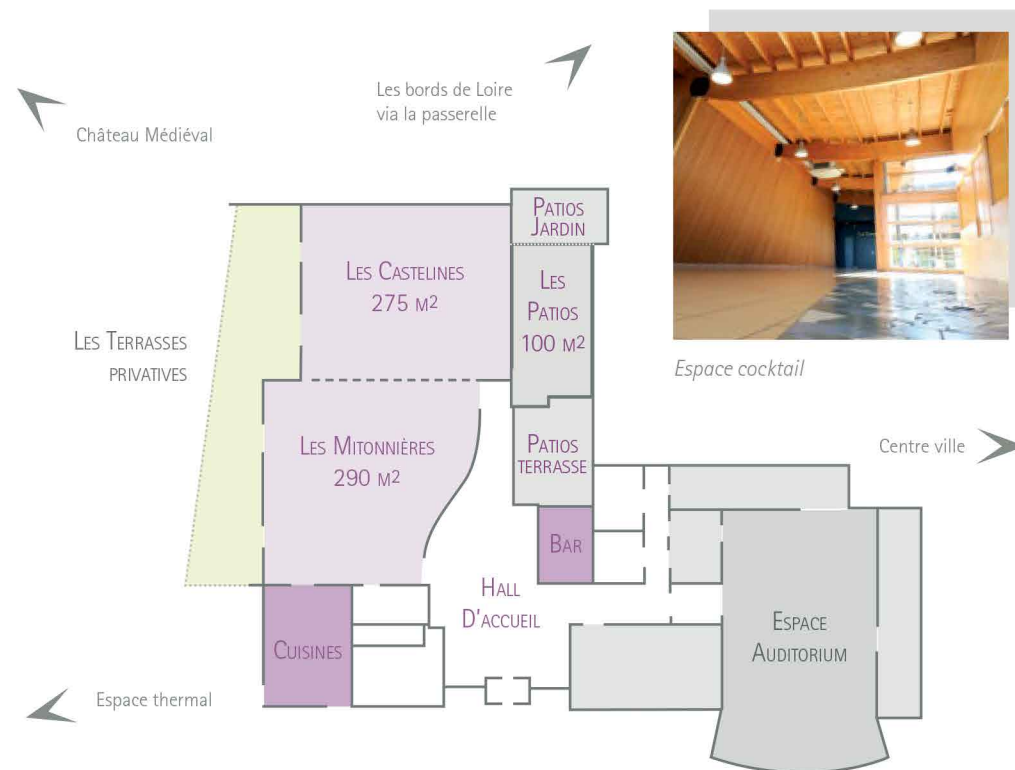 Les bords de Loire
via la passerelle
Château Médiéval
Patios
Jardin
Les Castelines
275 m²
Les
Patios
100 m²
Les Terrasses
privatives
Espace cocktail
Les Mitonnières
290 m²
Patios
terrasse
Centre ville
Bar
Hall
d'accueil
Espace
Auditorium
Cuisines
Espace thermal